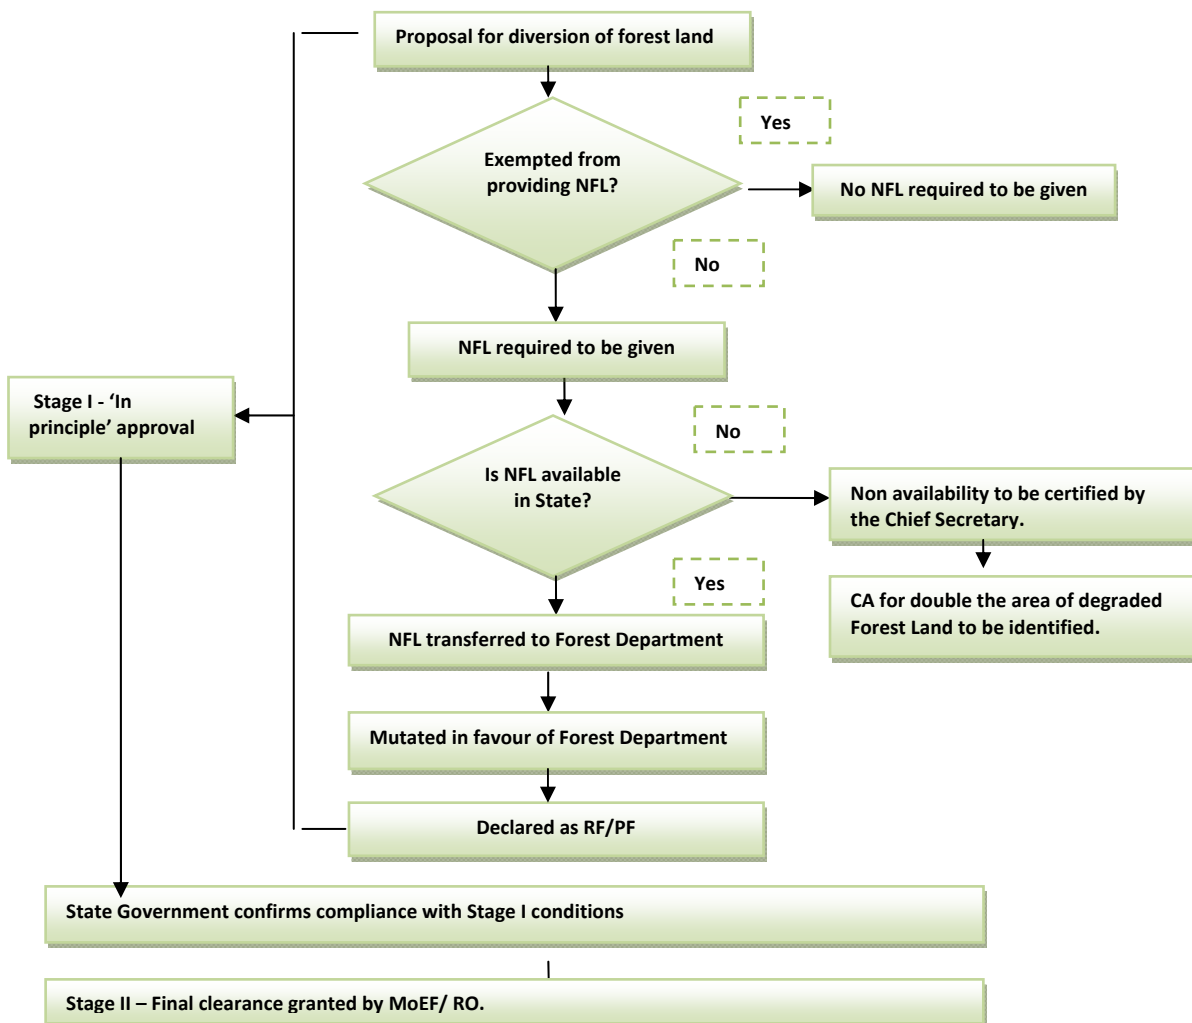 Proposal for diversion of forest land
Yes
Exempted from
providing NFL?
No NFL required to be given
No
NFL required to be given
Stage I - ‘In
principle’ approval
No
Is NFL available
in State?
Non availability to be certified by
the Chief Secretary.
Yes
CA for double the area of degraded
Forest Land to be identified.
NFL transferred to Forest Department
Mutated in favour of Forest Department
Declared as RF/PF
State Government confirms compliance with Stage I conditions
Stage II – Final clearance granted by MoEF/ RO.